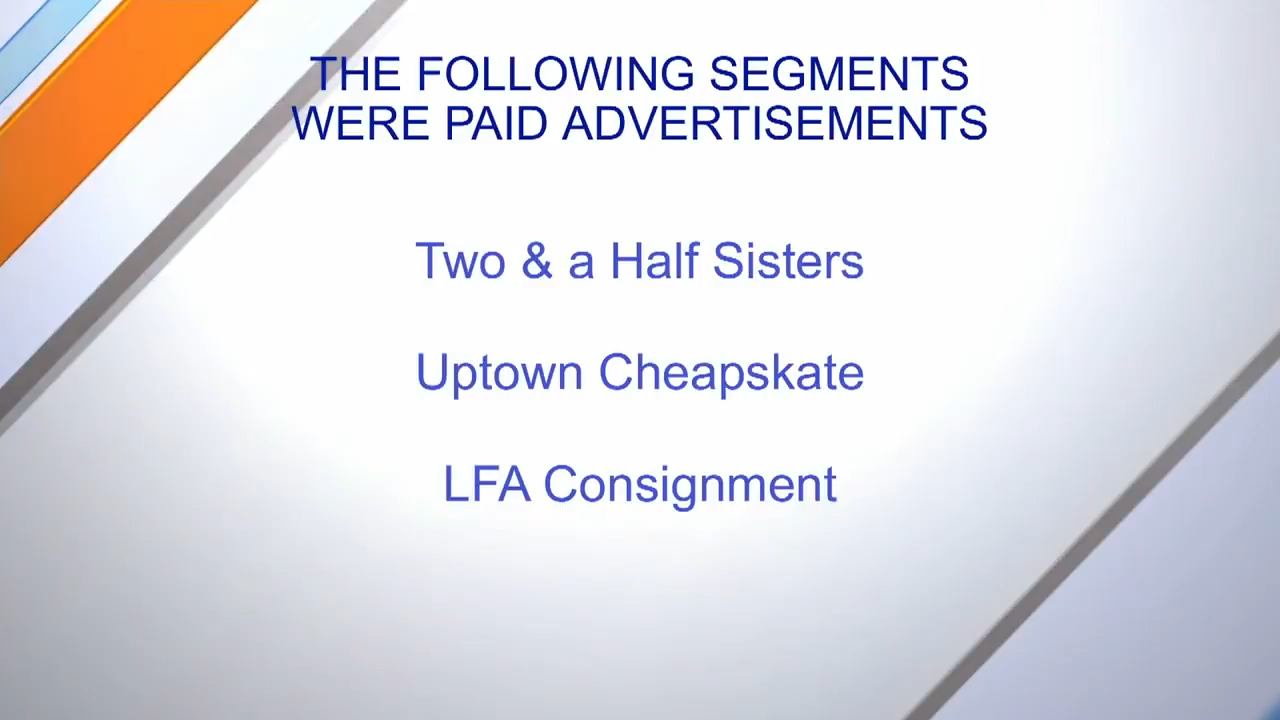 THE FOLLOWING SEGMENTS
WERE PAID ADVERTISEMENTS
Two & a Half Sisters
Uptown Cheapskate
LFA Consignment